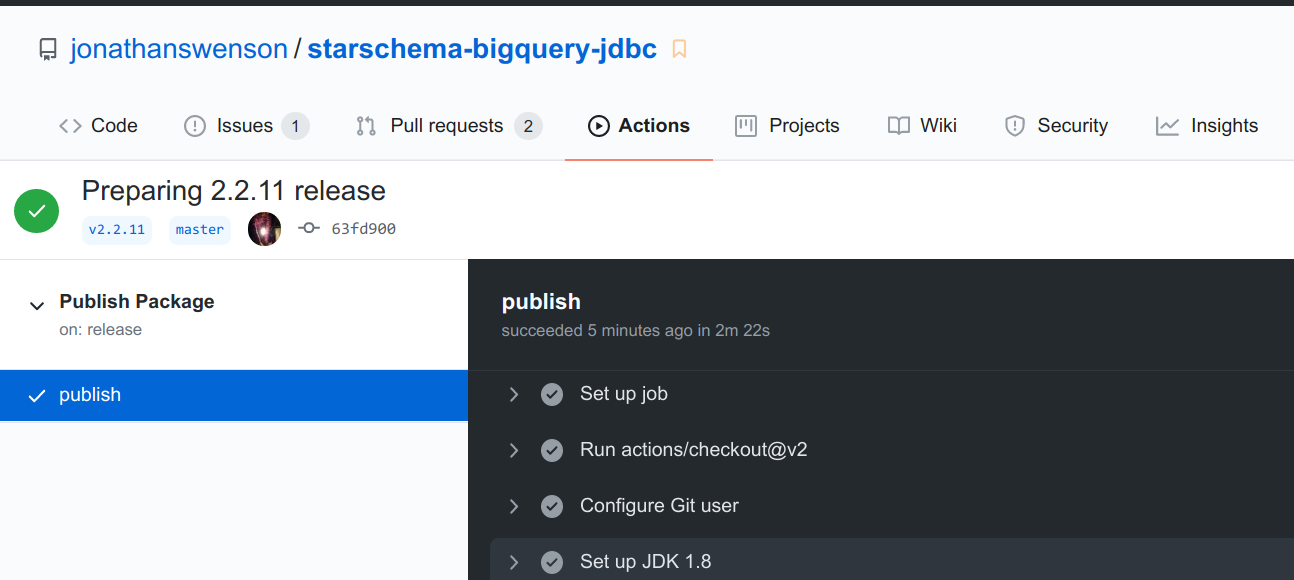 jonathanswenson / starschema-bigquery-jdbc
Code Issues 1 Pull requests 2 Actions Projects Wiki Security Insights
Preparing 2.2.11 release
v2.2.11 master 63fd900
Publish Package
on: release
publish
publish
succeeded 5 minutes ago in 2m 22s
Set up job
Run actions/checkout@v2
Configure Git user
Set up JDK 1.8